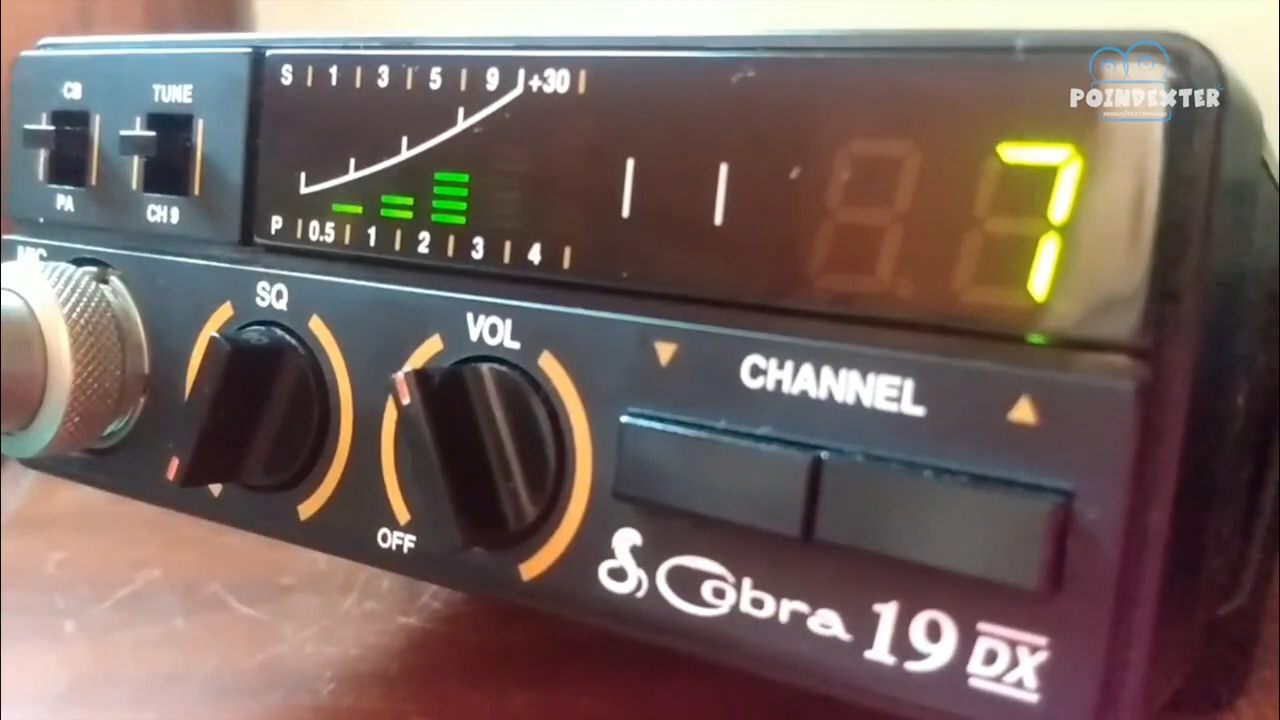 POINDEXTER
S 1 3 5 9 +30
CB
TUNE
PA
CH 9
P 0.5 1 2 3 4
7
MIC
SQ
VOL
OFF
CHANNEL
Cobra 19 DX